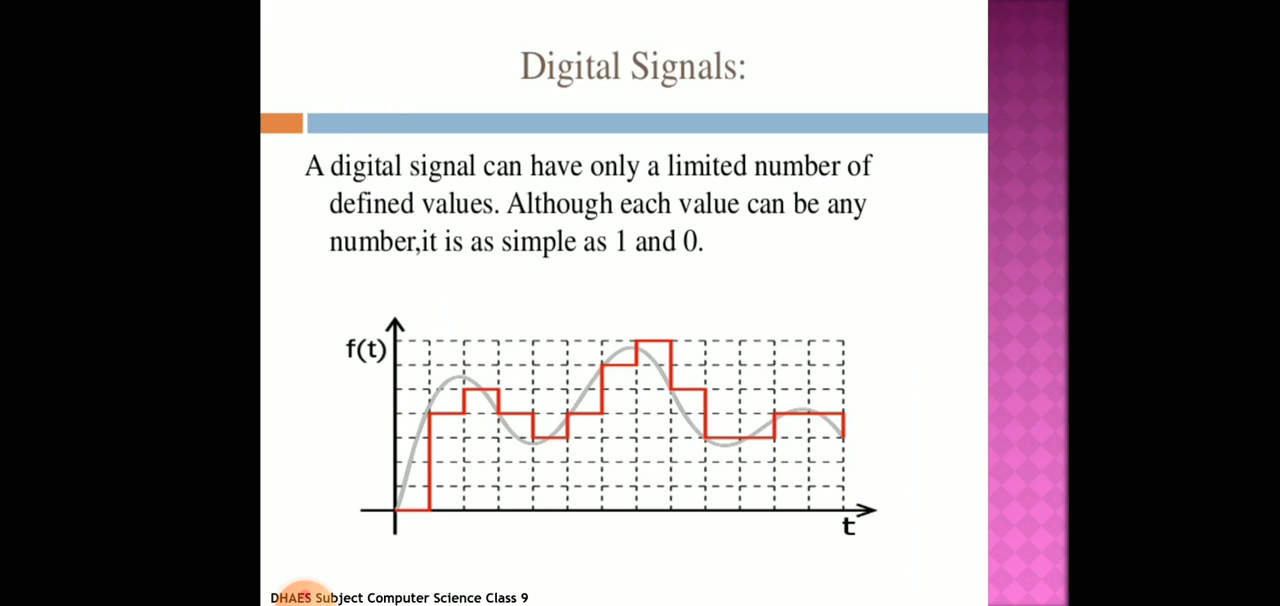 Digital Signals:
A digital signal can have only a limited number of
defined values. Although each value can be any
number,it is as simple as 1 and 0.
f(t)
t
DHAES Subject Computer Science Class 9